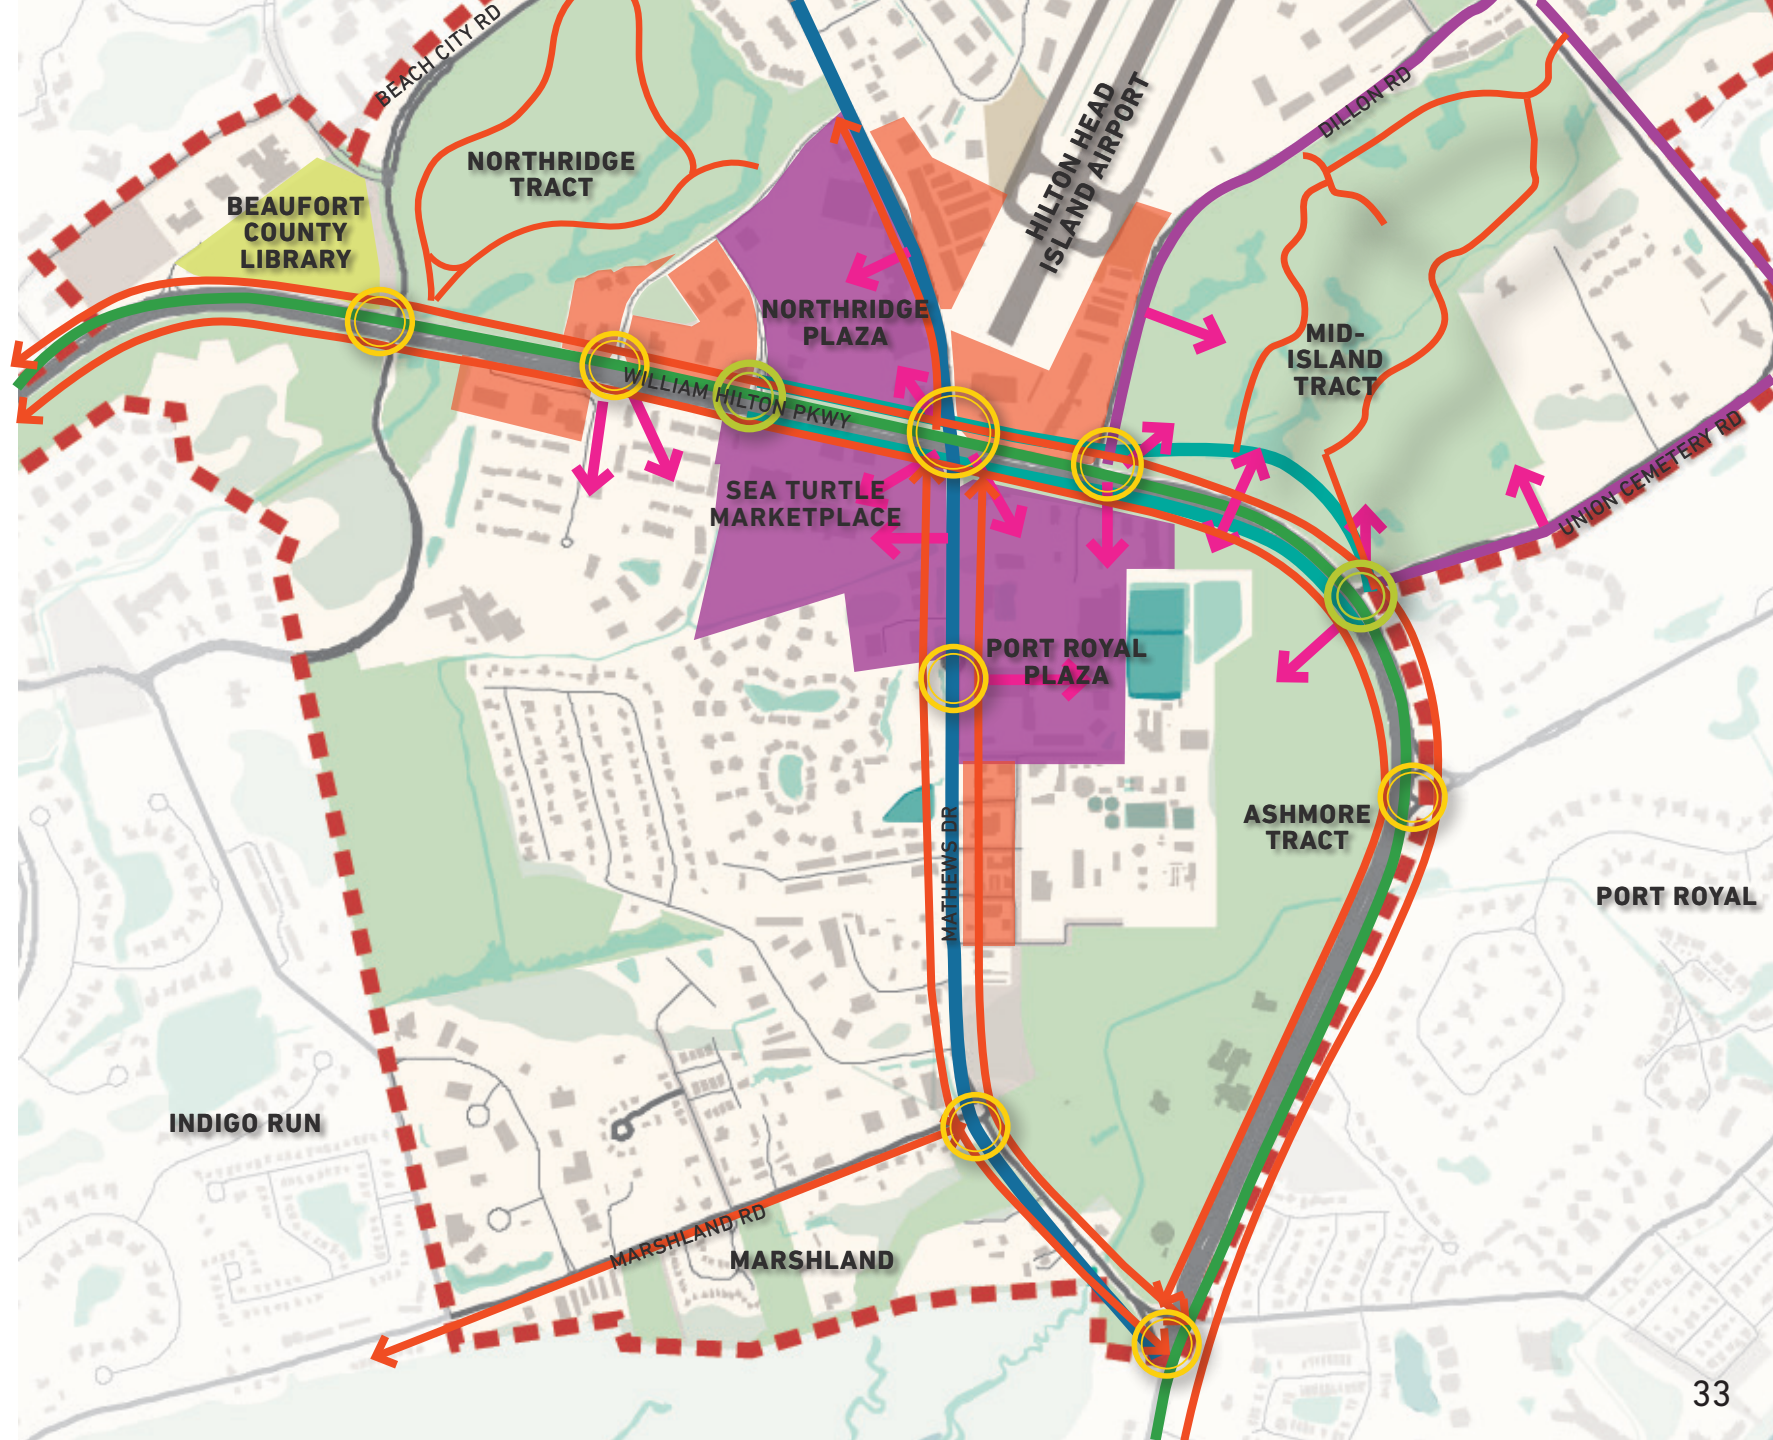 BEACH CITY RD
NORTHRIDGE
TRACT
HILTON HEAD
ISLAND AIRPORT
DILLON RD
BEAUFORT
COUNTY
LIBRARY
NORTHRIDGE
PLAZA
MID-
ISLAND
TRACT
WILLIAM HILTON PKWY
UNION CEMETERY RD
SEA TURTLE
MARKETPLACE
PORT ROYAL
PLAZA
ASHMORE
TRACT
MATHEWS DR
PORT ROYAL
INDIGO RUN
MARSHLAND RD
MARSHLAND
33